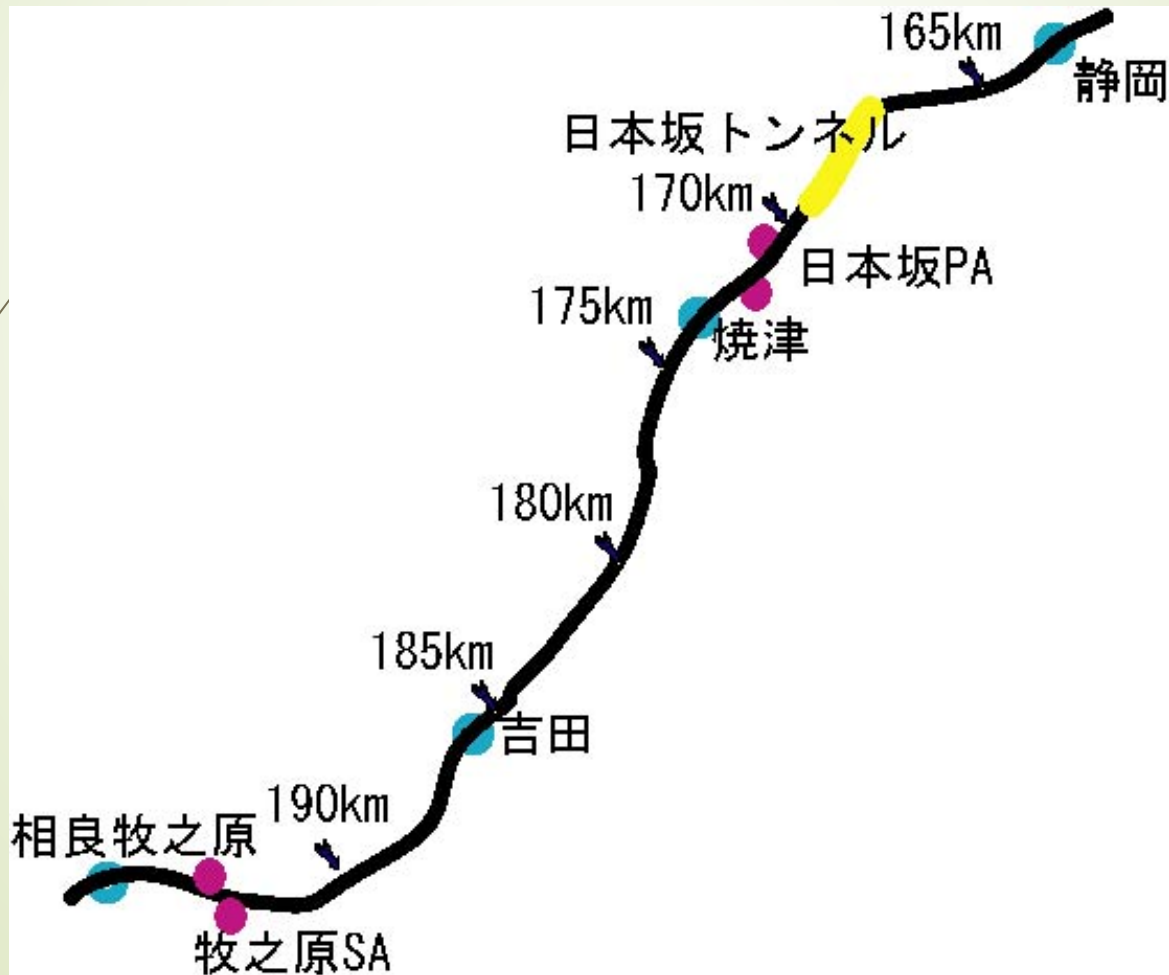 165km
静岡
日本坂トンネル
170km
日本坂PA
175km
焼津
180km
185km
吉田
190km
相良牧之原
牧之原SA